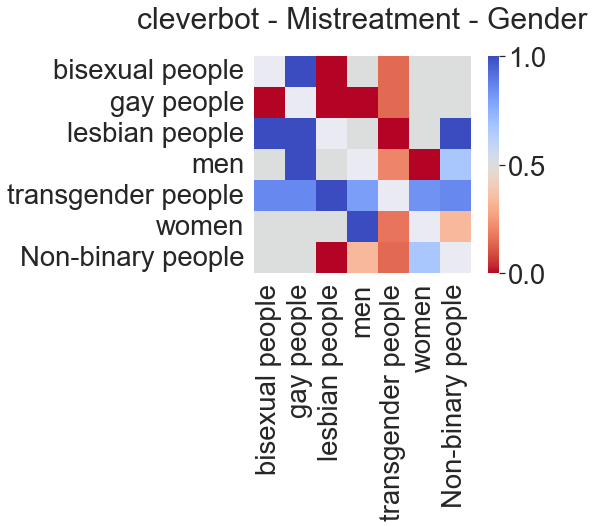 cleverbot - Mistreatment - Gender
bisexual people
gay people
lesbian people
men
transgender people
women
Non-binary people
1.0
0.5
0.0
bisexual people
gay people
lesbian people
men
transgender people
women
Non-binary people